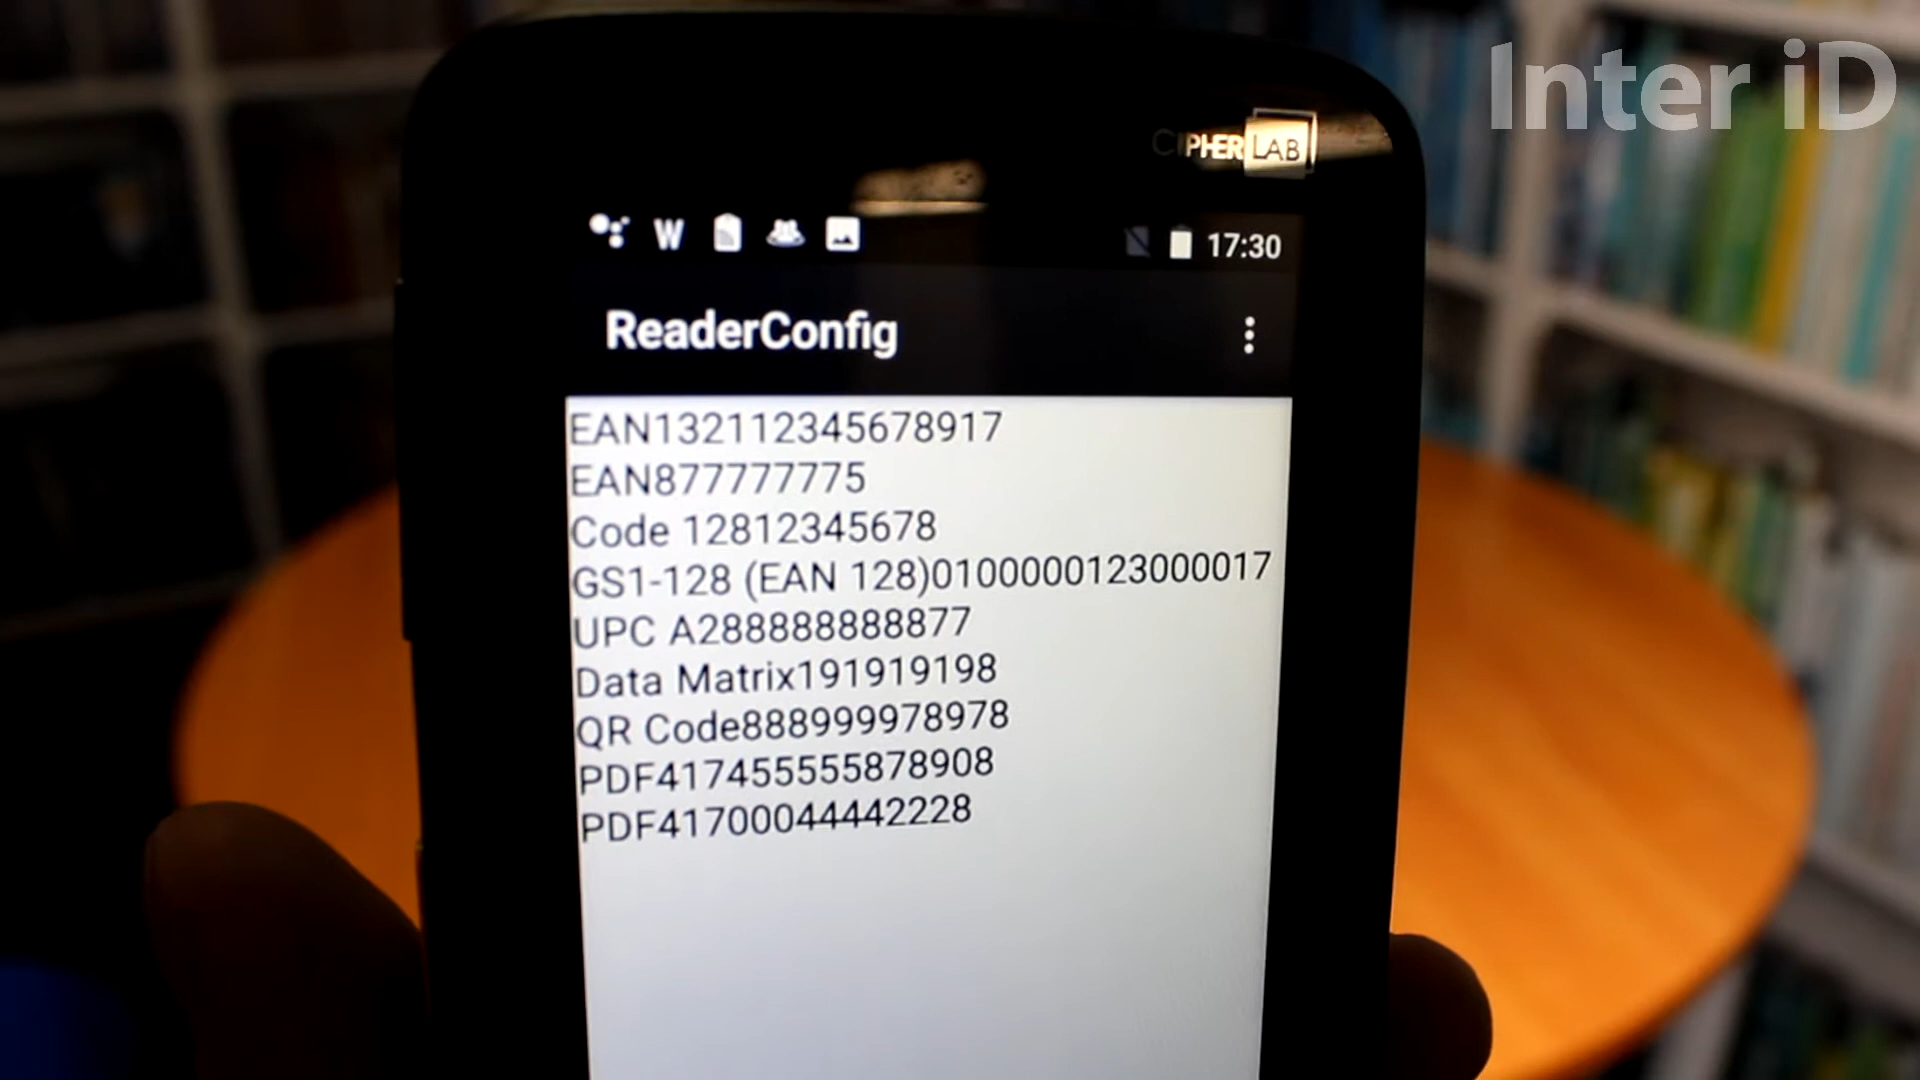 Inter iD
CIPHERLAB
W
17:30
ReaderConfig
EAN132112345678917
EAN877777775
Code 12812345678
GS1-128 (EAN 128)0100000123000017
UPC A288888888877
Data Matrix191919198
QR Code888999978978
PDF417455555878908
PDF41700044442228